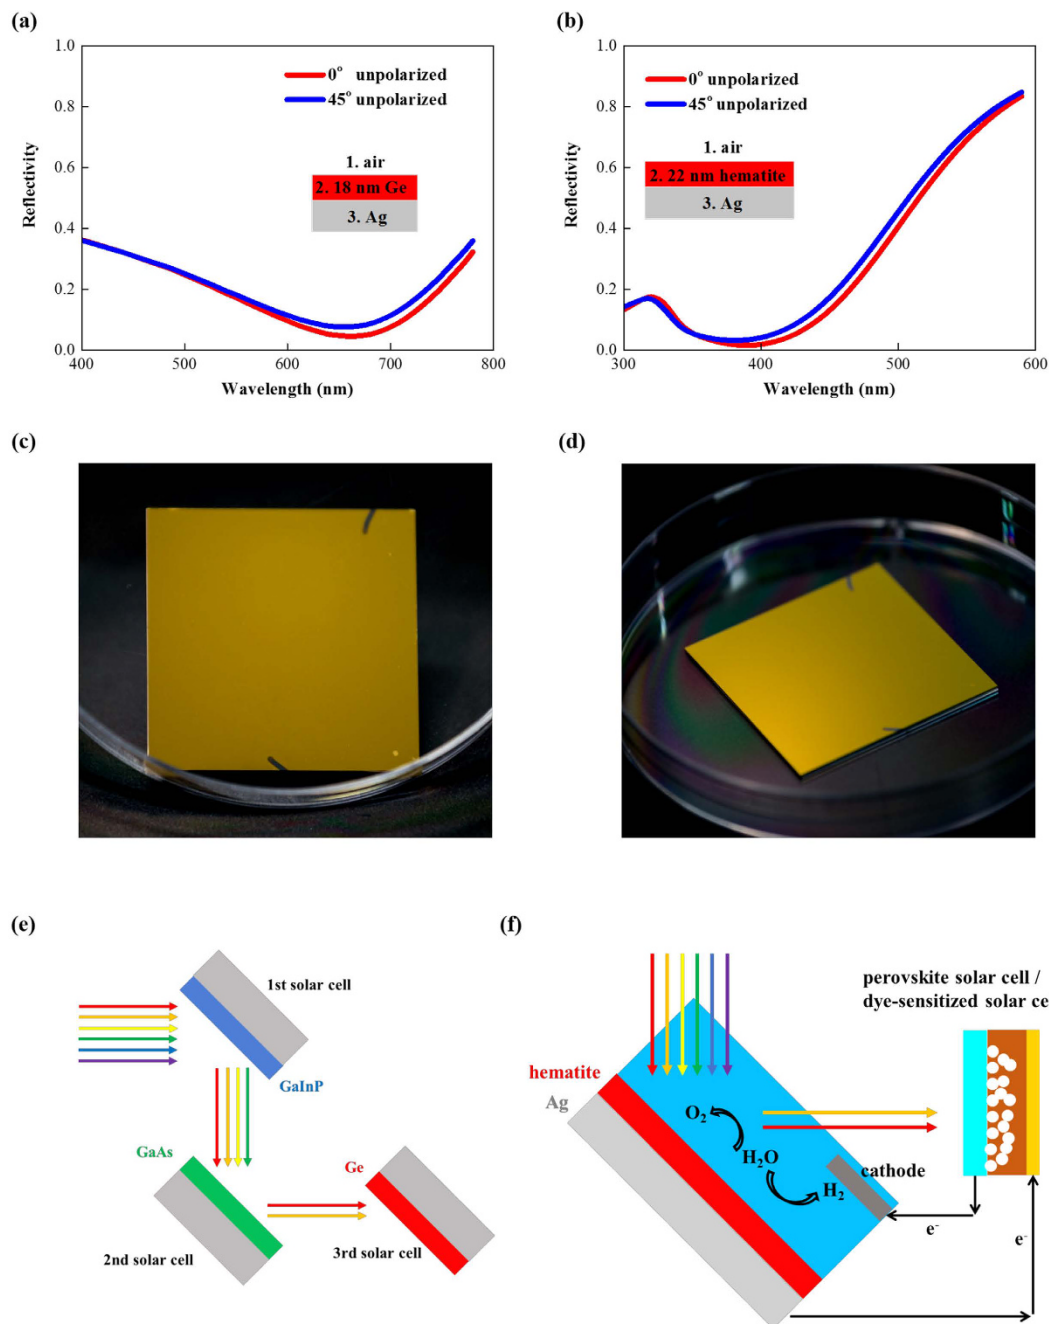 (a)
1.0
0.8
0.6
0.4
0.2
0.0
Reflectivity
400
500
600
700
800
Wavelength (nm)
0° unpolarized
45° unpolarized
1. air
2. 18 nm Ge
3. Ag
(b)
1.0
0.8
0.6
0.4
0.2
0.0
Reflectivity
300
400
500
600
Wavelength (nm)
0° unpolarized
45° unpolarized
1. air
2. 22 nm hematite
3. Ag
(c)
(d)
(e)
1st solar cell
GaInP
GaAs
Ge
2nd solar cell
3rd solar cell
(f)
perovskite solar cell /
dye-sensitized solar ce
hematite
Ag
O₂
H₂O
H₂
cathode
e⁻
e⁻